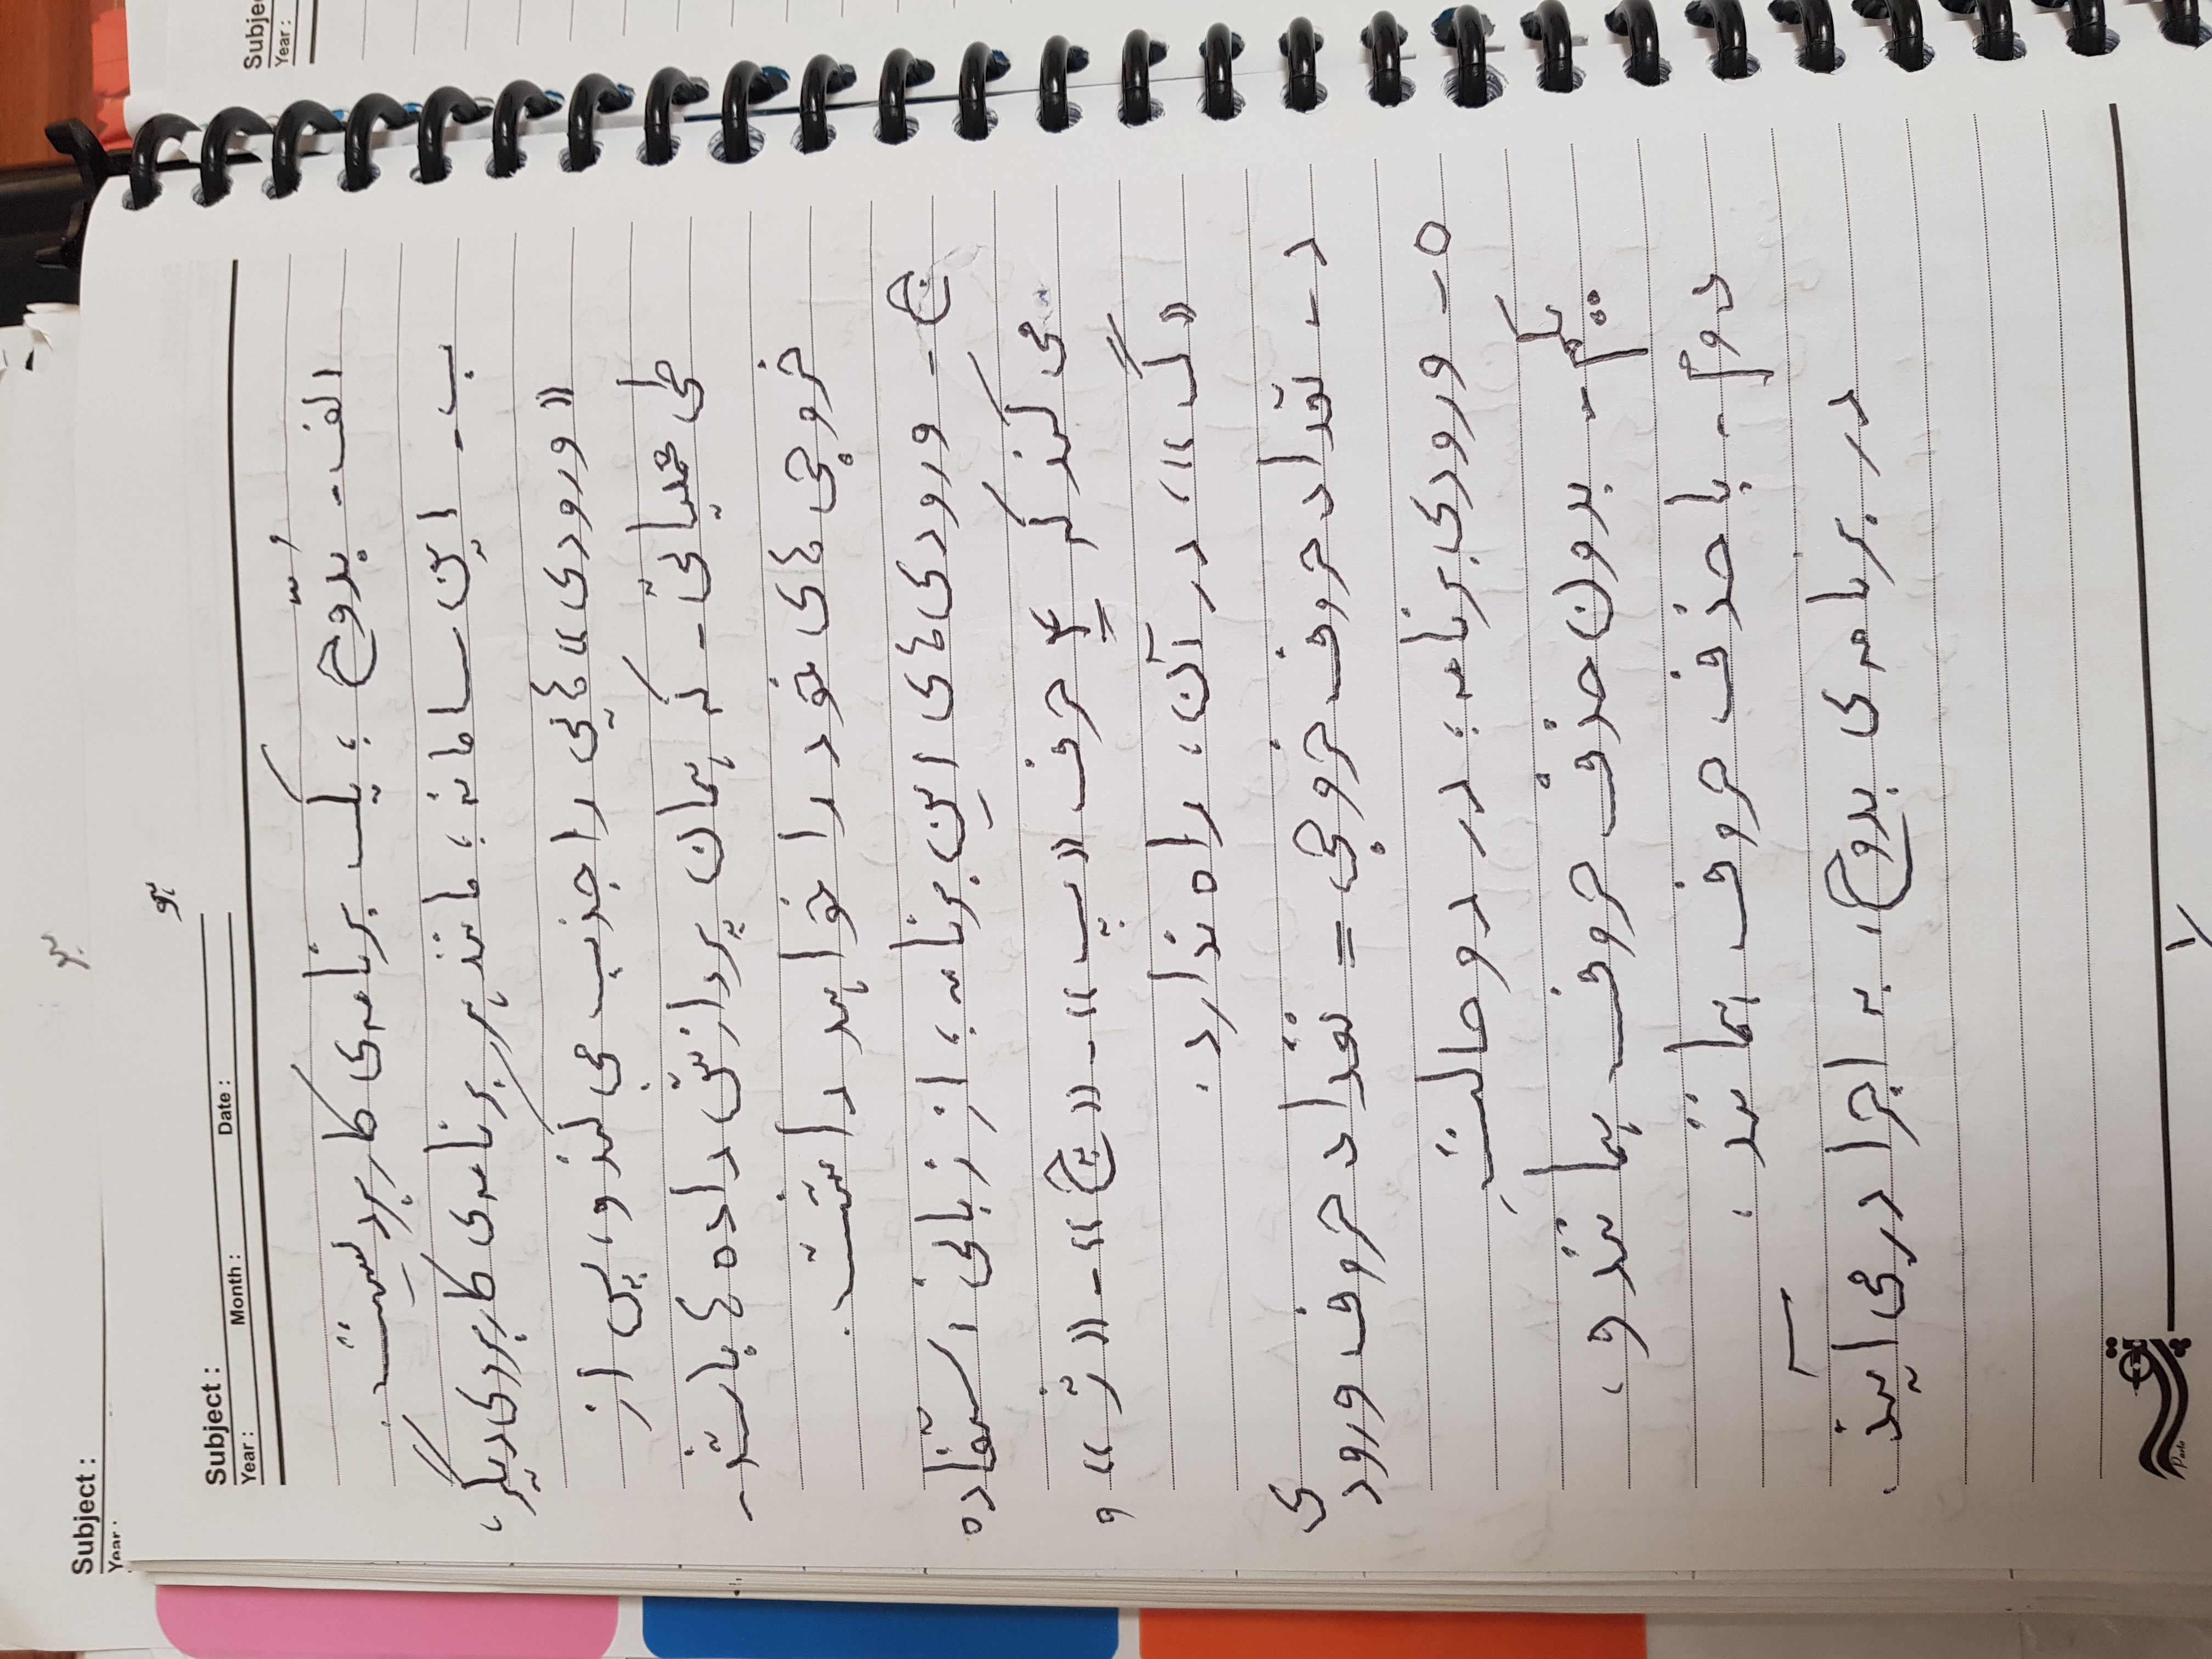 Subject :
Year :
هو
Subject :
Year : Month : Date :
الف - بُدّوح ؛ یک برنامه‌ی کاربردیست .
ب - این سامانه ؛ مانند هر برنامه‌ی کاربردی دیگر ،
« ورودی » هایی را جذب می‌کند و ، پس از
طی عملیاتی - که همان پردازش داده‌ها باشد -
خروجی‌های خود را خواهد داشت .
ج - ورودی‌های این برنامه ؛ از زبانی استفاده
می‌کند که ۴ حرف « پ » - « چ » - « ژ » و
« گ » ، در آن ، راه ندارد .
د - تعداد حروف خروجی = تعداد حروف ورودی
ه - ورودی برنامه ؛ در دو حالتِ
یکم - بدون حذف حروف همانند و ،
دوم - با حذف حروف همانند ،
در برنامه‌ی بدوح ، به اجرا در می‌آیند .
Subje
Year :
Parla
۱